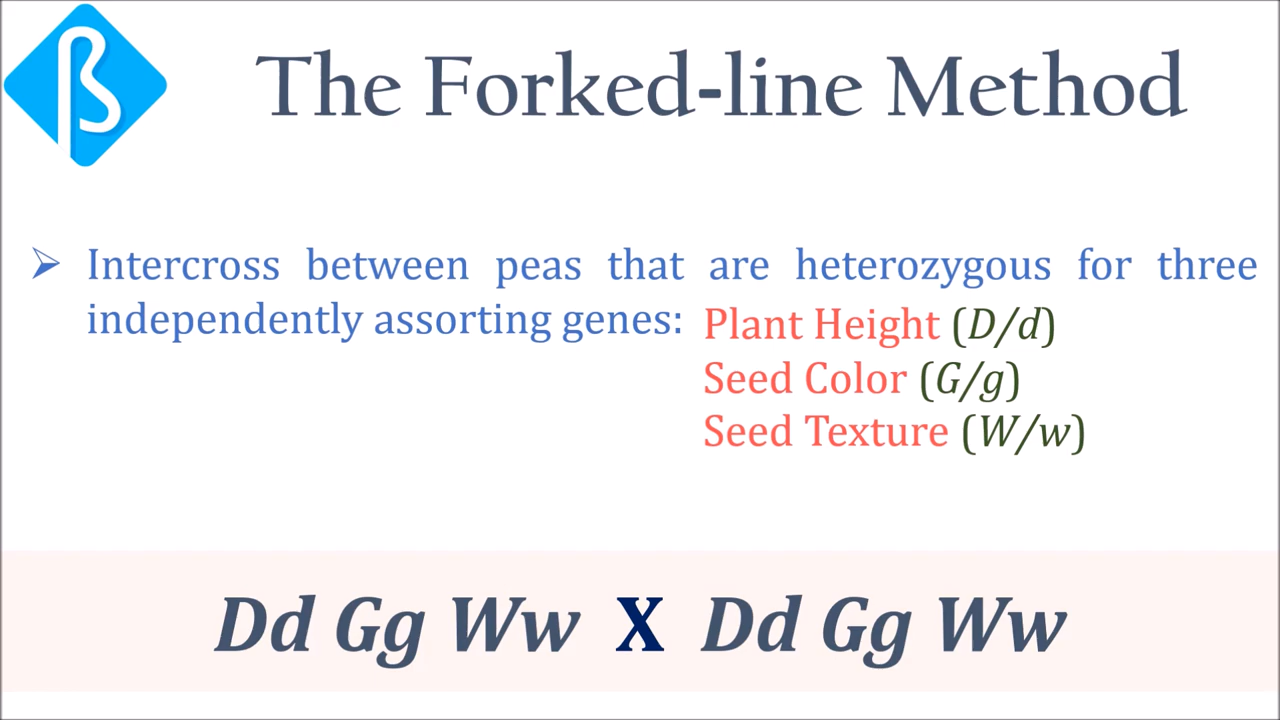 ß
The Forked-line Method
➢ Intercross between peas that are heterozygous for three
independently assorting genes: Plant Height (D/d)
Seed Color (G/g)
Seed Texture (W/w)
Dd Gg Ww X Dd Gg Ww